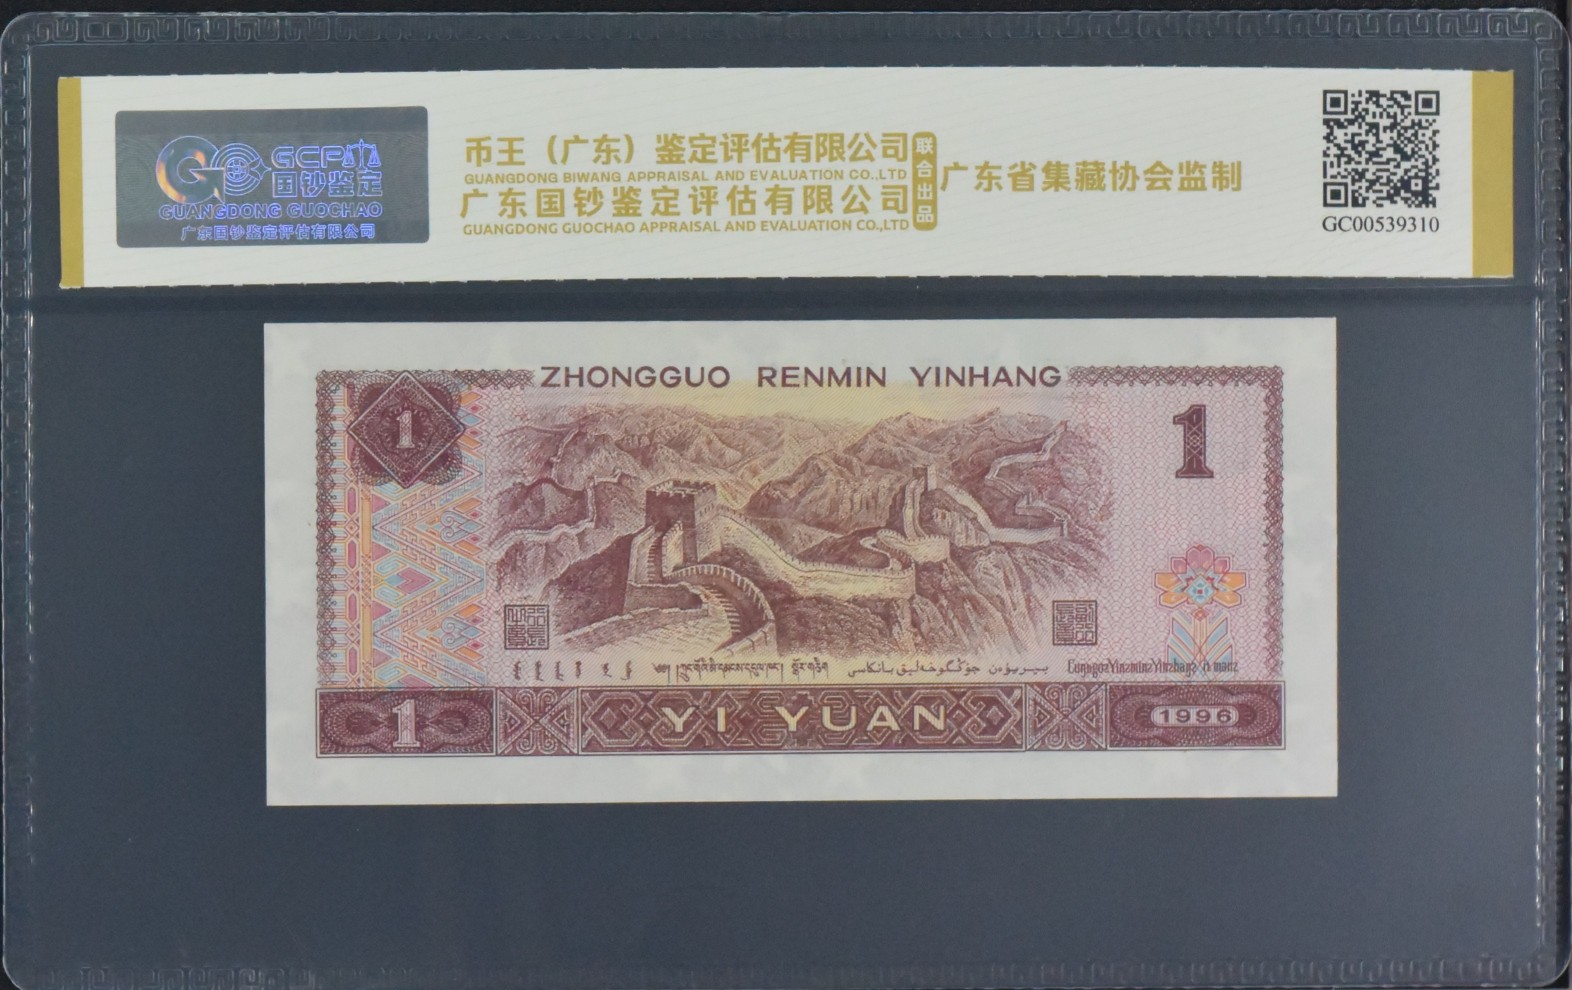 GCP
国钞鉴定
GUANGDONG GUOCHAO
广东国钞鉴定评估有限公司
币王（广东）鉴定评估有限公司
GUANGDONG BIWANG APPRAISAL AND EVALUATION CO.,LTD
广东国钞鉴定评估有限公司
GUANGDONG GUOCHAO APPRAISAL AND EVALUATION CO.,LTD
联合出品
广东省集藏协会监制
GC00539310
ZHONGGUO RENMIN YINHANG
1
1
1
YI YUAN
1996